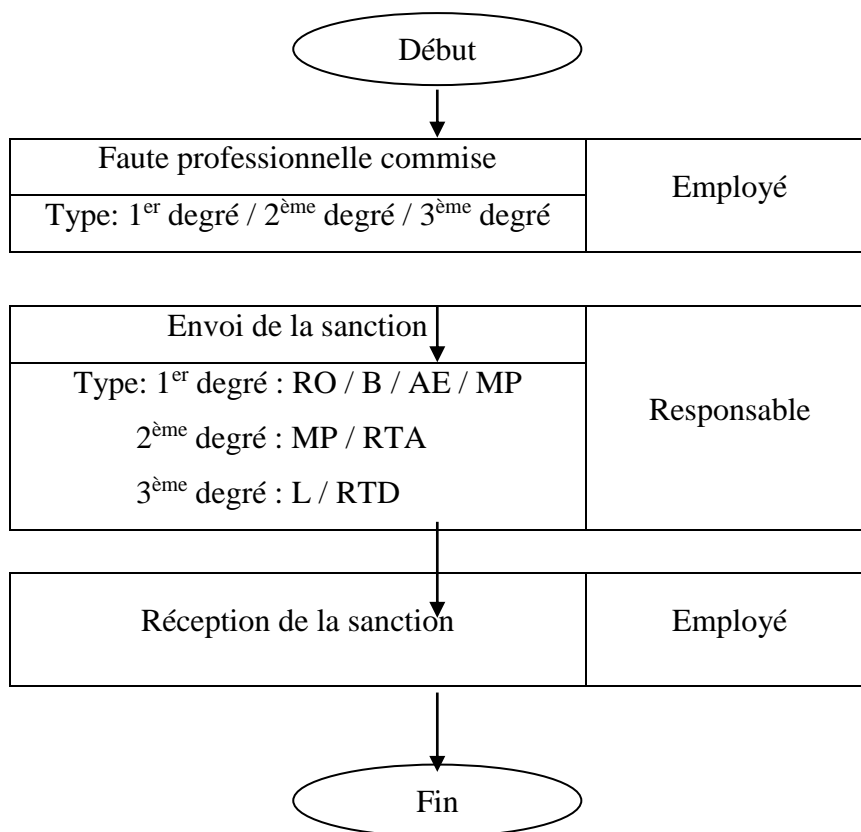 Début
Faute professionnelle commise
Employé
Type: 1er degré / 2ème degré / 3ème degré
Envoi de la sanction
Type: 1er degré : RO / B / AE / MP
Responsable
2ème degré : MP / RTA
3ème degré : L / RTD
Réception de la sanction
Employé
Fin